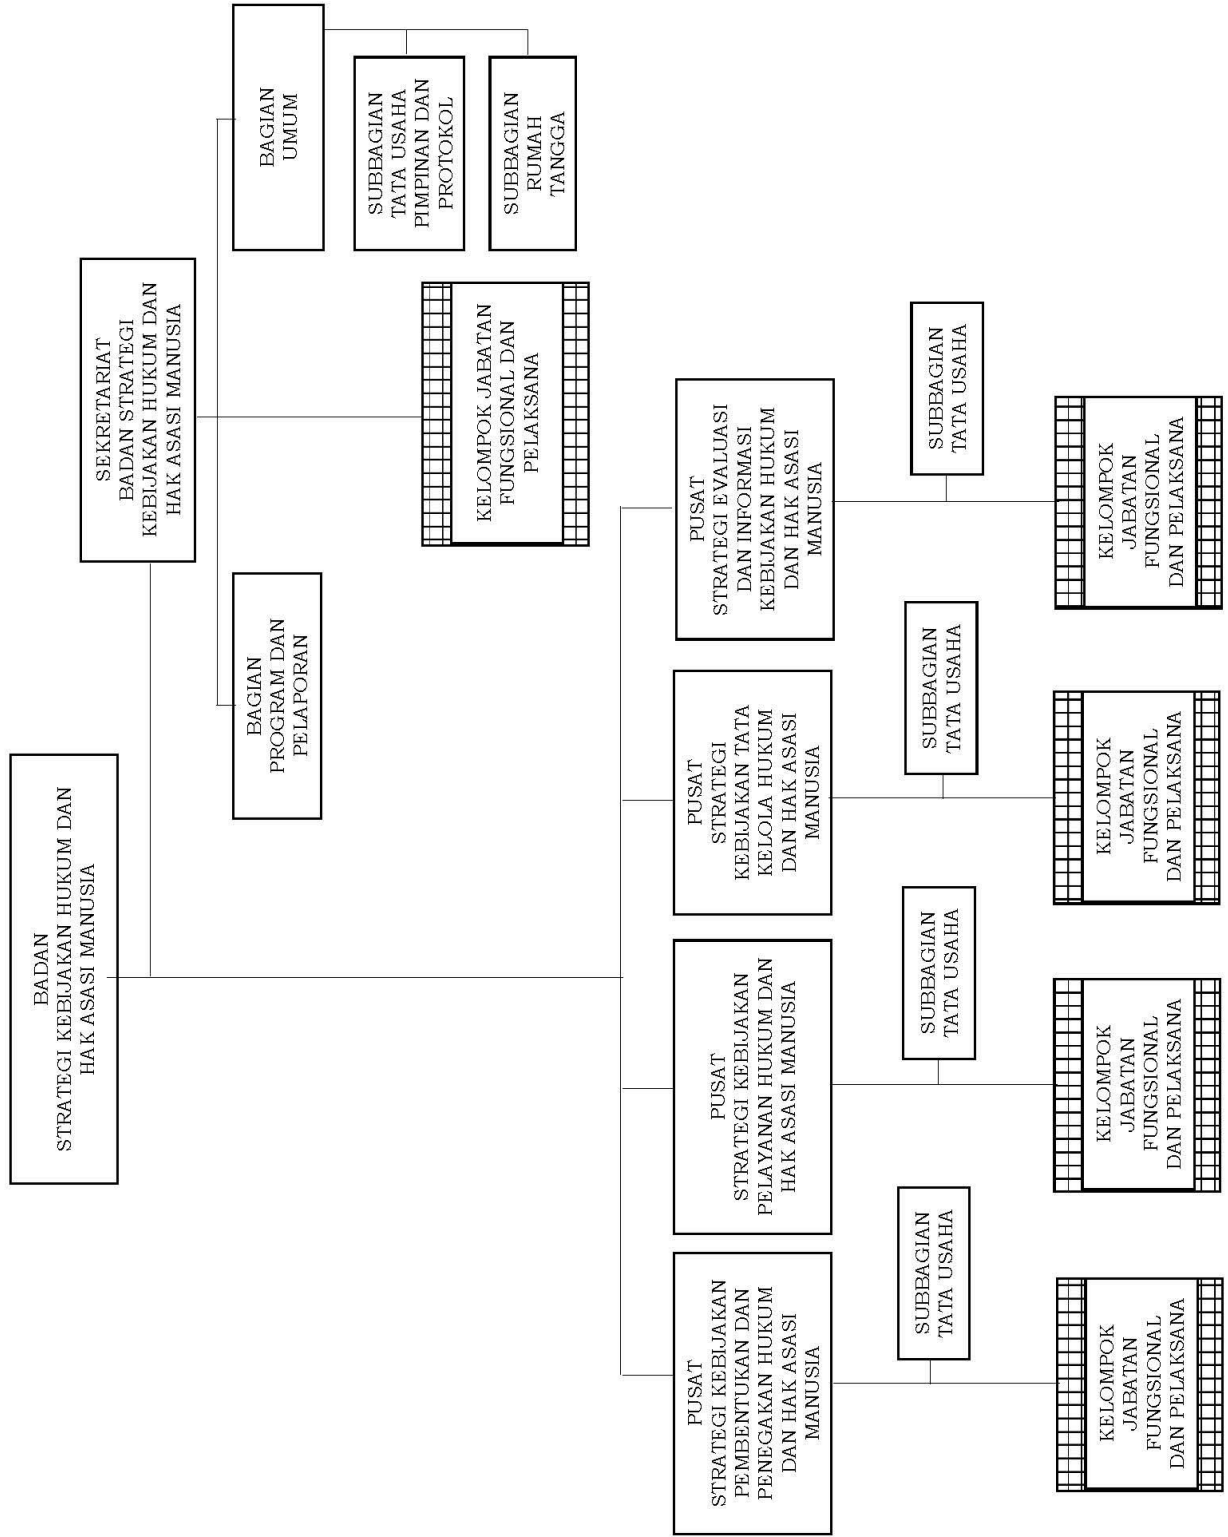 BADAN
STRATEGI KEBIJAKAN HUKUM DAN
HAK ASASI MANUSIA
SEKRETARIAT
BADAN STRATEGI
KEBIJAKAN HUKUM DAN
HAK ASASI MANUSIA
BAGIAN
PROGRAM DAN
PELAPORAN
BAGIAN
UMUM
SUBBAGIAN
TATA USAHA
PIMPINAN DAN
PROTOKOL
SUBBAGIAN
RUMAH
TANGGA
KELOMPOK JABATAN
FUNGSIONAL DAN
PELAKSANA
PUSAT
STRATEGI KEBIJAKAN
PEMBENTUKAN DAN
PENEGAKAN HUKUM
DAN HAK ASASI
MANUSIA
PUSAT
STRATEGI KEBIJAKAN
PELAYANAN HUKUM DAN
HAK ASASI MANUSIA
PUSAT
STRATEGI
KEBIJAKAN TATA
KELOLA HUKUM
DAN HAK ASASI
MANUSIA
PUSAT
STRATEGI EVALUASI
DAN INFORMASI
KEBIJAKAN HUKUM
DAN HAK ASASI
MANUSIA
SUBBAGIAN
TATA USAHA
SUBBAGIAN
TATA USAHA
SUBBAGIAN
TATA USAHA
SUBBAGIAN
TATA USAHA
KELOMPOK
JABATAN
FUNGSIONAL
DAN PELAKSANA
KELOMPOK
JABATAN
FUNGSIONAL
DAN PELAKSANA
KELOMPOK
JABATAN
FUNGSIONAL
DAN PELAKSANA
KELOMPOK
JABATAN
FUNGSIONAL
DAN PELAKSANA